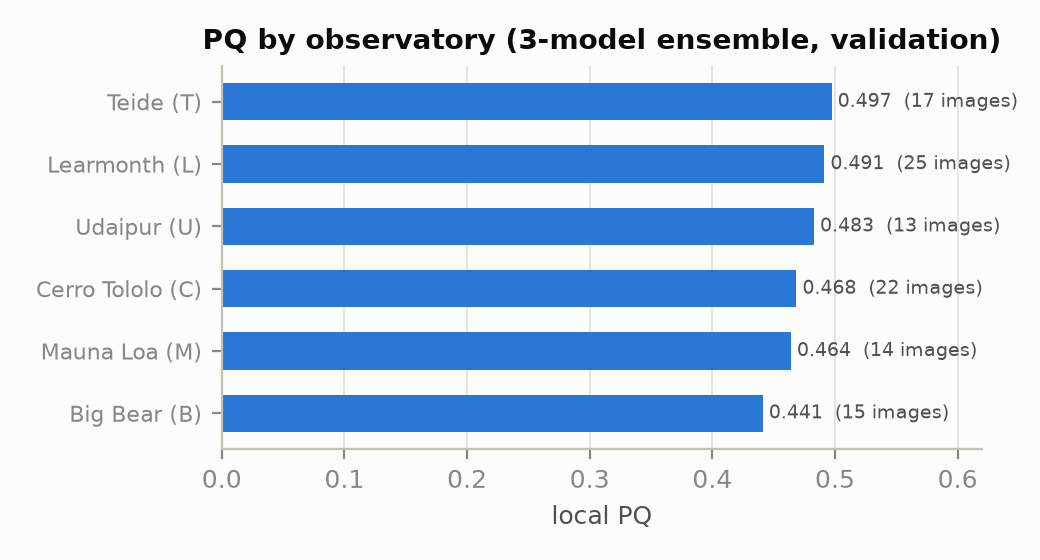 PQ by observatory (3-model ensemble, validation)
Teide (T) 0.497 (17 images)
Learmonth (L) 0.491 (25 images)
Udaipur (U) 0.483 (13 images)
Cerro Tololo (C) 0.468 (22 images)
Mauna Loa (M) 0.464 (14 images)
Big Bear (B) 0.441 (15 images)
0.0 0.1 0.2 0.3 0.4 0.5 0.6
local PQ